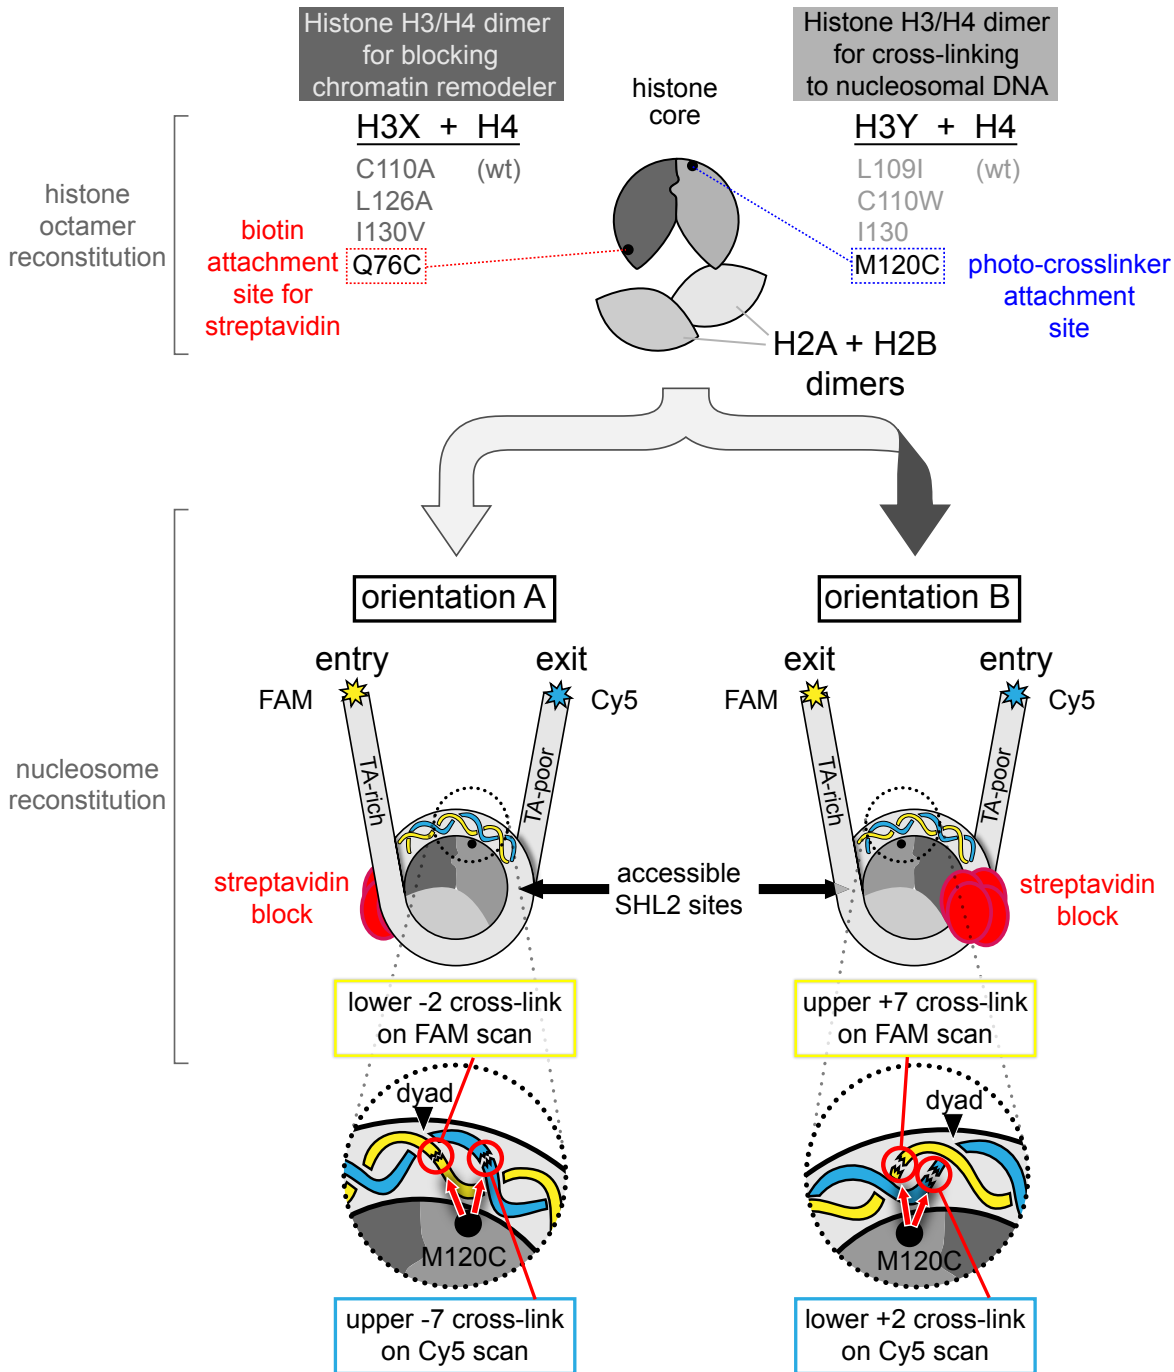 Histone H3/H4 dimer
for blocking
chromatin remodeler
histone
core
Histone H3/H4 dimer
for cross-linking
to nucleosomal DNA
histone
octamer
reconstitution
H3X + H4
C110A (wt)
L126A
I130V
Q76C
biotin
attachment
site for
streptavidin
H3Y + H4
L109I (wt)
C110W
I130
M120C
photo-crosslinker
attachment
site
H2A + H2B
dimers
nucleosome
reconstitution
orientation A
entry
exit
FAM
Cy5
TA-rich
TA-poor
streptavidin
block
accessible
SHL2 sites
orientation B
exit
entry
FAM
Cy5
TA-rich
TA-poor
streptavidin
block
lower -2 cross-link
on FAM scan
dyad
M120C
upper -7 cross-link
on Cy5 scan
upper +7 cross-link
on FAM scan
dyad
M120C
lower +2 cross-link
on Cy5 scan